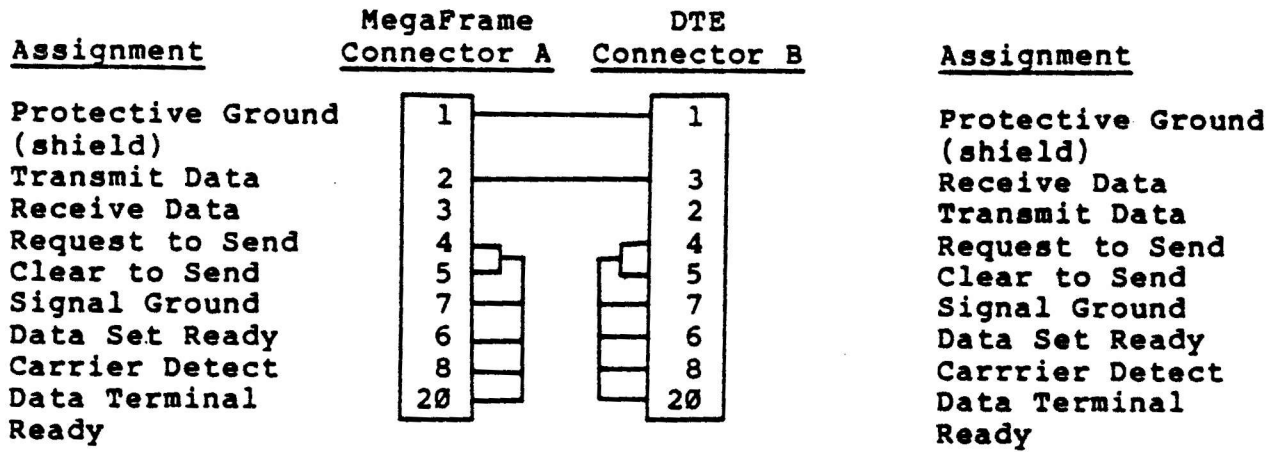 MegaFrame DTE
Assignment Connector A Connector B Assignment
Protective Ground 1 1 Protective Ground
(shield) (shield)
Transmit Data 2 3 Receive Data
Receive Data 3 2 Transmit Data
Request to Send 4 4 Request to Send
Clear to Send 5 5 Clear to Send
Signal Ground 7 7 Signal Ground
Data Set Ready 6 6 Data Set Ready
Carrier Detect 8 8 Carrrier Detect
Data Terminal 20 20 Data Terminal
Ready Ready